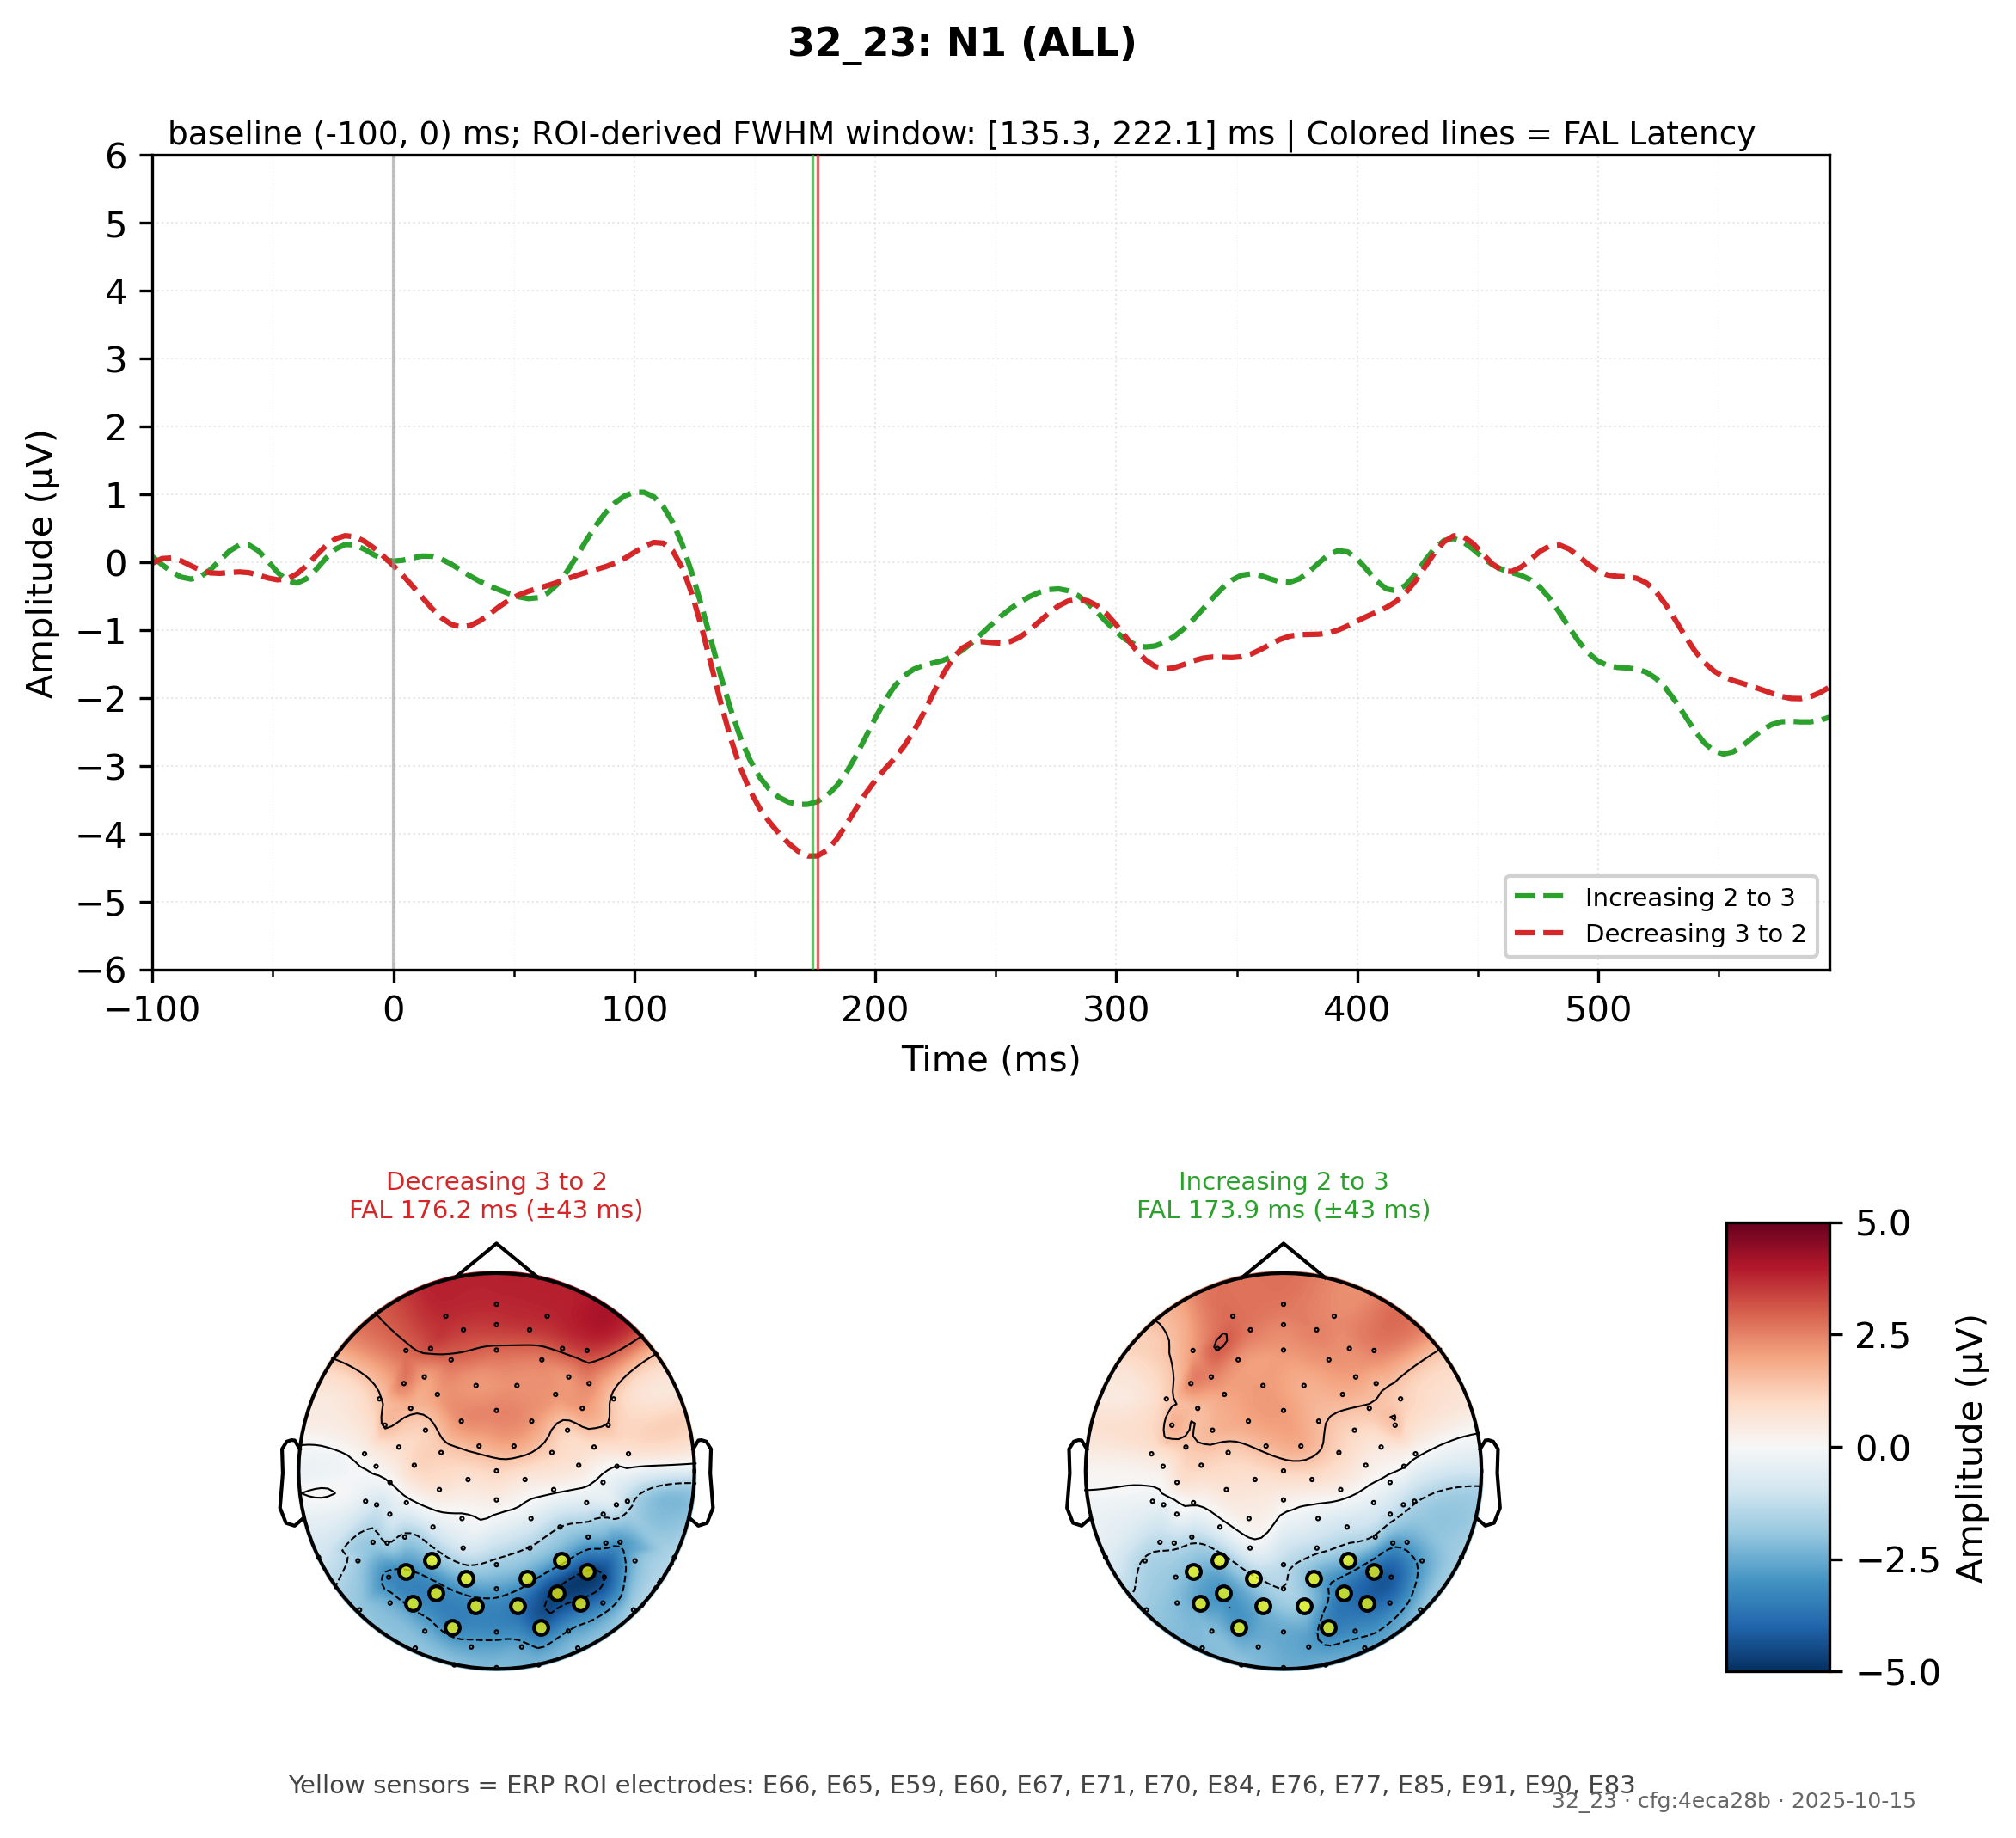 32_23: N1 (ALL)
baseline (-100, 0) ms; ROI-derived FWHM window: [135.3, 222.1] ms | Colored lines = FAL Latency
6
5
4
3
2
1
0
−1
−2
−3
−4
−5
−6
Amplitude (µV)
−100
0
100
200
300
400
500
Time (ms)
Increasing 2 to 3
Decreasing 3 to 2
Decreasing 3 to 2
FAL 176.2 ms (±43 ms)
Increasing 2 to 3
FAL 173.9 ms (±43 ms)
5.0
2.5
0.0
−2.5
−5.0
Amplitude (µV)
Yellow sensors = ERP ROI electrodes: E66, E65, E59, E60, E67, E71, E70, E84, E76, E77, E85, E91, E90, E83
32_23 · cfg:4eca28b · 2025-10-15